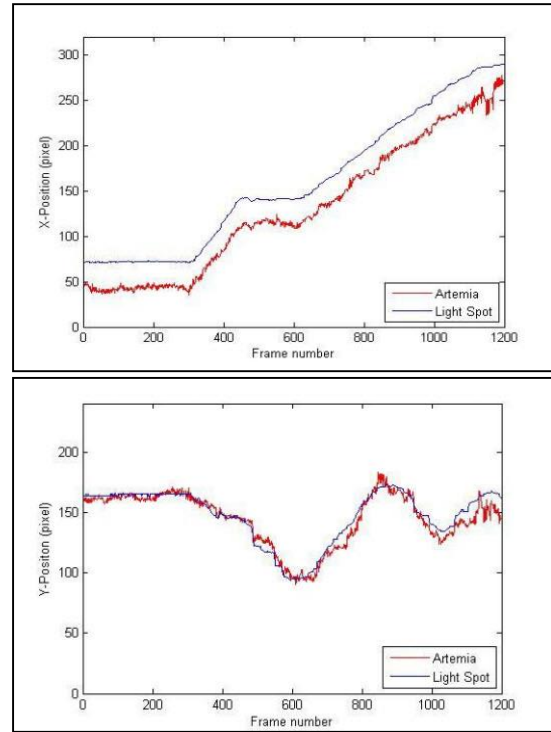 300
250
200
150
100
50
0
X-Position (pixel)
Artemia
Light Spot
0 200 400 600 800 1000 1200
Frame number
200
150
100
50
0
Y-Positon (pixel)
Artemia
Light Spot
0 200 400 600 800 1000 1200
Frame number